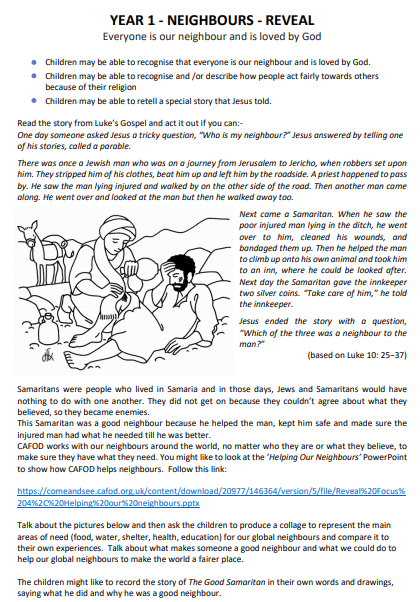 YEAR 1 - NEIGHBOURS - REVEAL
Everyone is our neighbour and is loved by God
Children may be able to recognise that everyone is our neighbour and is loved by God.
Children may be able to recognise and /or describe how people act fairly towards others
because of their religion
Children may be able to retell a special story that Jesus told.
Read the story from Luke's Gospel and act it out if you can:-
One day someone asked Jesus a tricky question, "Who is my neighbour?" Jesus answered by telling one
of his stories, called a parable.
There was once a Jewish man who was on a journey from Jerusalem to Jericho, when robbers set upon
him. They stripped him of his clothes, beat him up and left him by the roadside. A priest happened to pass
by. He saw the man lying injured and walked by on the other side of the road. Then another man came
along. He went over and looked at the man but then he walked away too.
Next came a Samaritan. When he saw the
poor injured man lying in the ditch, he went
over to him, cleaned his wounds, and
bandaged them up. Then he helped the man
to climb up onto his own animal and took him
to an inn, where he could be looked after.
Next day the Samaritan gave the innkeeper
two silver coins. "Take care of him," he told
the innkeeper.
Jesus ended the story with a question,
"Which of the three was a neighbour to the
man?"
(based on Luke 10: 25–37)
Samaritans were people who lived in Samaria and in those days, Jews and Samaritans would have
nothing to do with one another. They did not get on because they couldn't agree about what they
believed, so they became enemies.
This Samaritan was a good neighbour because he helped the man, kept him safe and made sure the
injured man had what he needed till he was better.
CAFOD works with our neighbours around the world, no matter who they are or what they believe, to
make sure they have what they need. You might like to look at the 'Helping Our Neighbours' PowerPoint
to show how CAFOD helps neighbours. Follow this link:
https://comeandsee.cafod.org.uk/content/download/20977/146364/version/5/file/Reveal%20Focus%
204%2C%20Helping%20our%20neighbours.pptx
Talk about the pictures below and then ask the children to produce a collage to represent the main
areas of need (food, water, shelter, health, education) for our global neighbours and compare it to
their own experiences. Talk about what makes someone a good neighbour and what we could do to
help our global neighbours to make the world a fairer place.
The children might like to record the story of The Good Samaritan in their own words and drawings,
saying what he did and why he was a good neighbour.